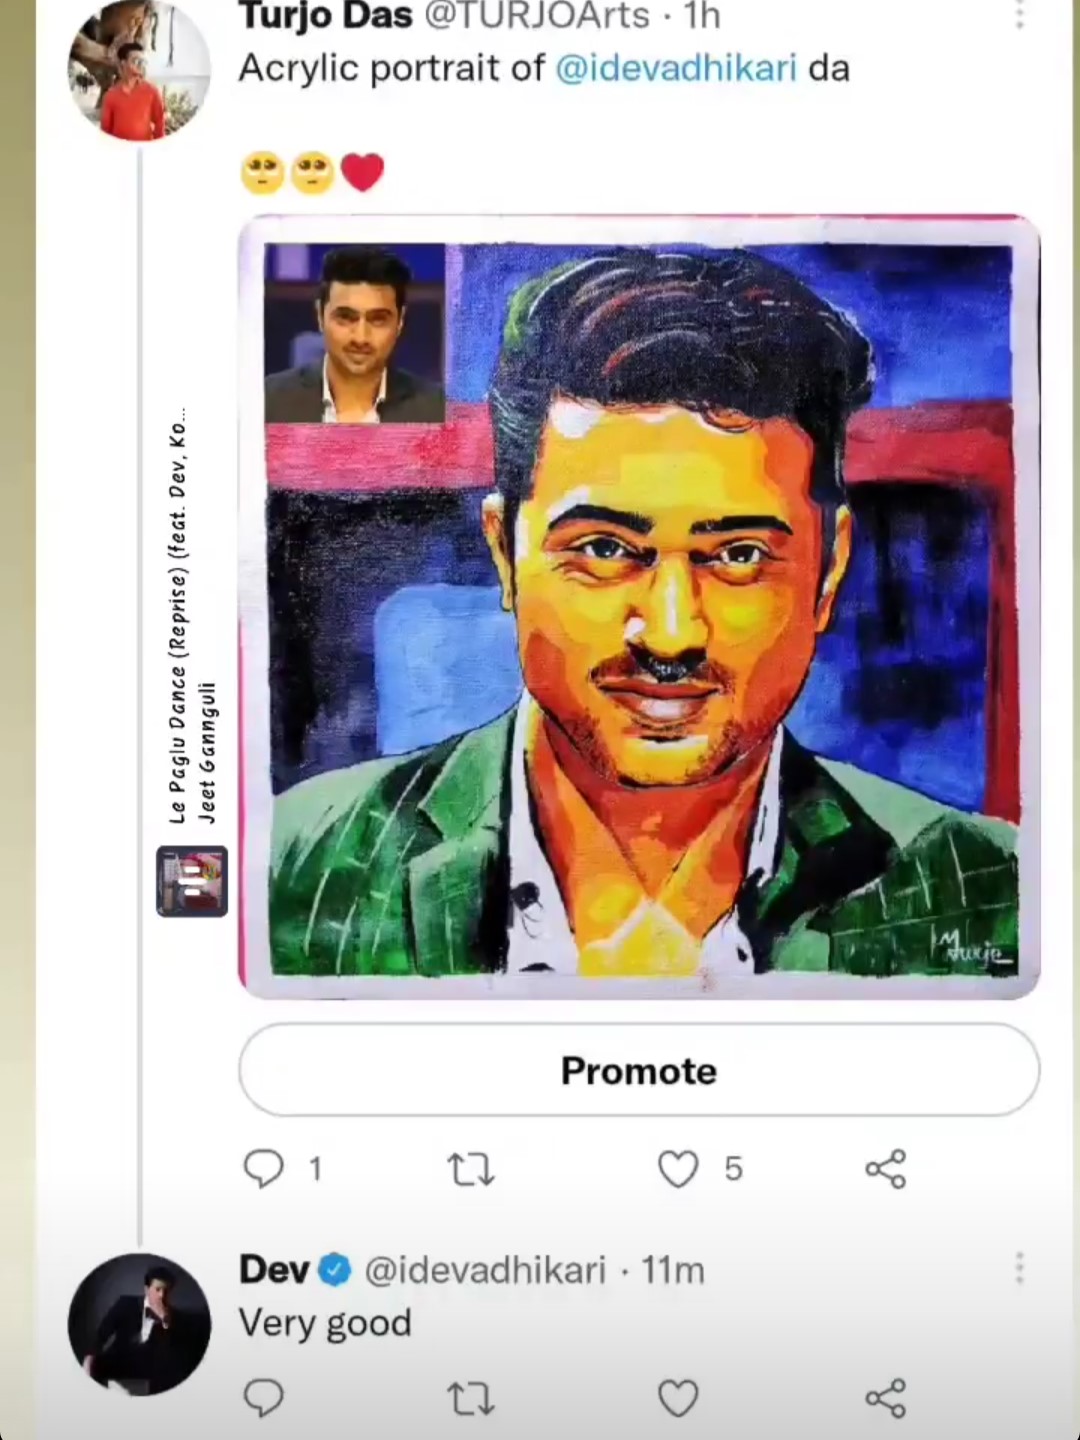 Turjo Das @TURJOArts · 1h
Acrylic portrait of @idevadhikari da
🥺🥺❤️
Le Paglu Dance (Reprise) (feat. Dev, Ko...
Jeet Gannguli
Promote
1
5
Dev @idevadhikari · 11m
Very good